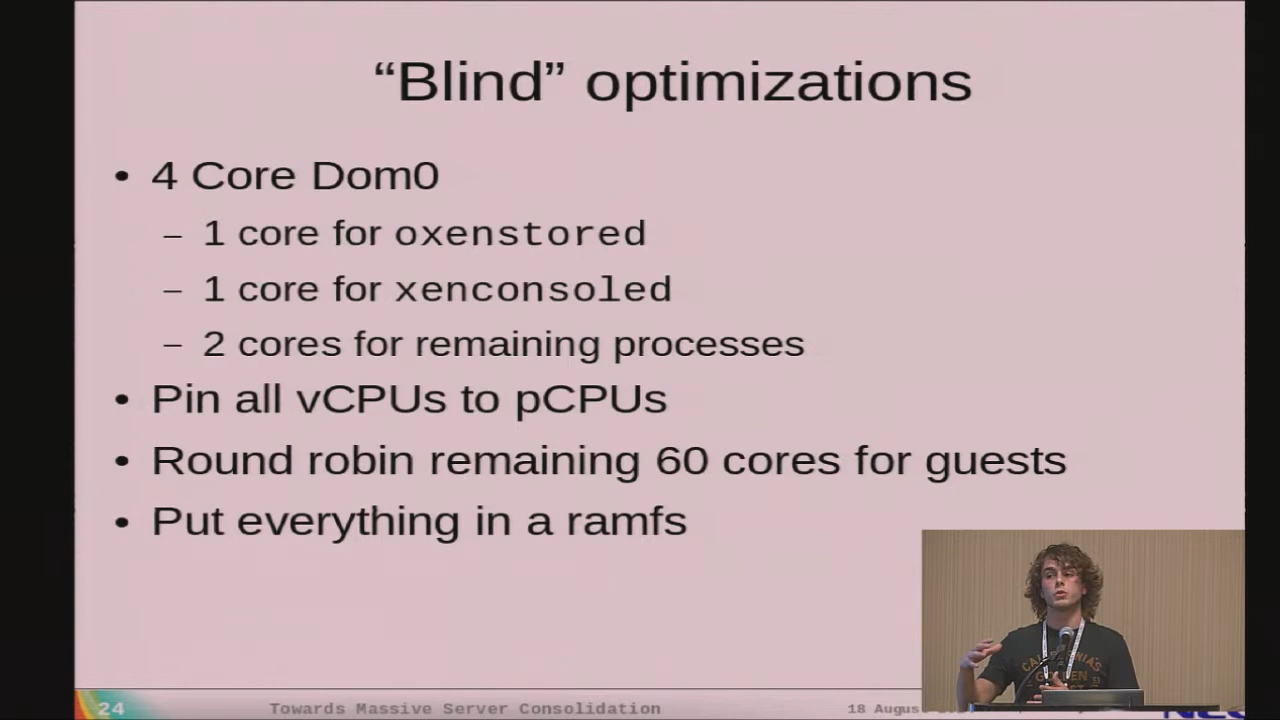 “Blind” optimizations
• 4 Core Dom0
– 1 core for oxenstored
– 1 core for xenconsoled
– 2 cores for remaining processes
• Pin all vCPUs to pCPUs
• Round robin remaining 60 cores for guests
• Put everything in a ramfs
24 Towards Massive Server Consolidation 18 August